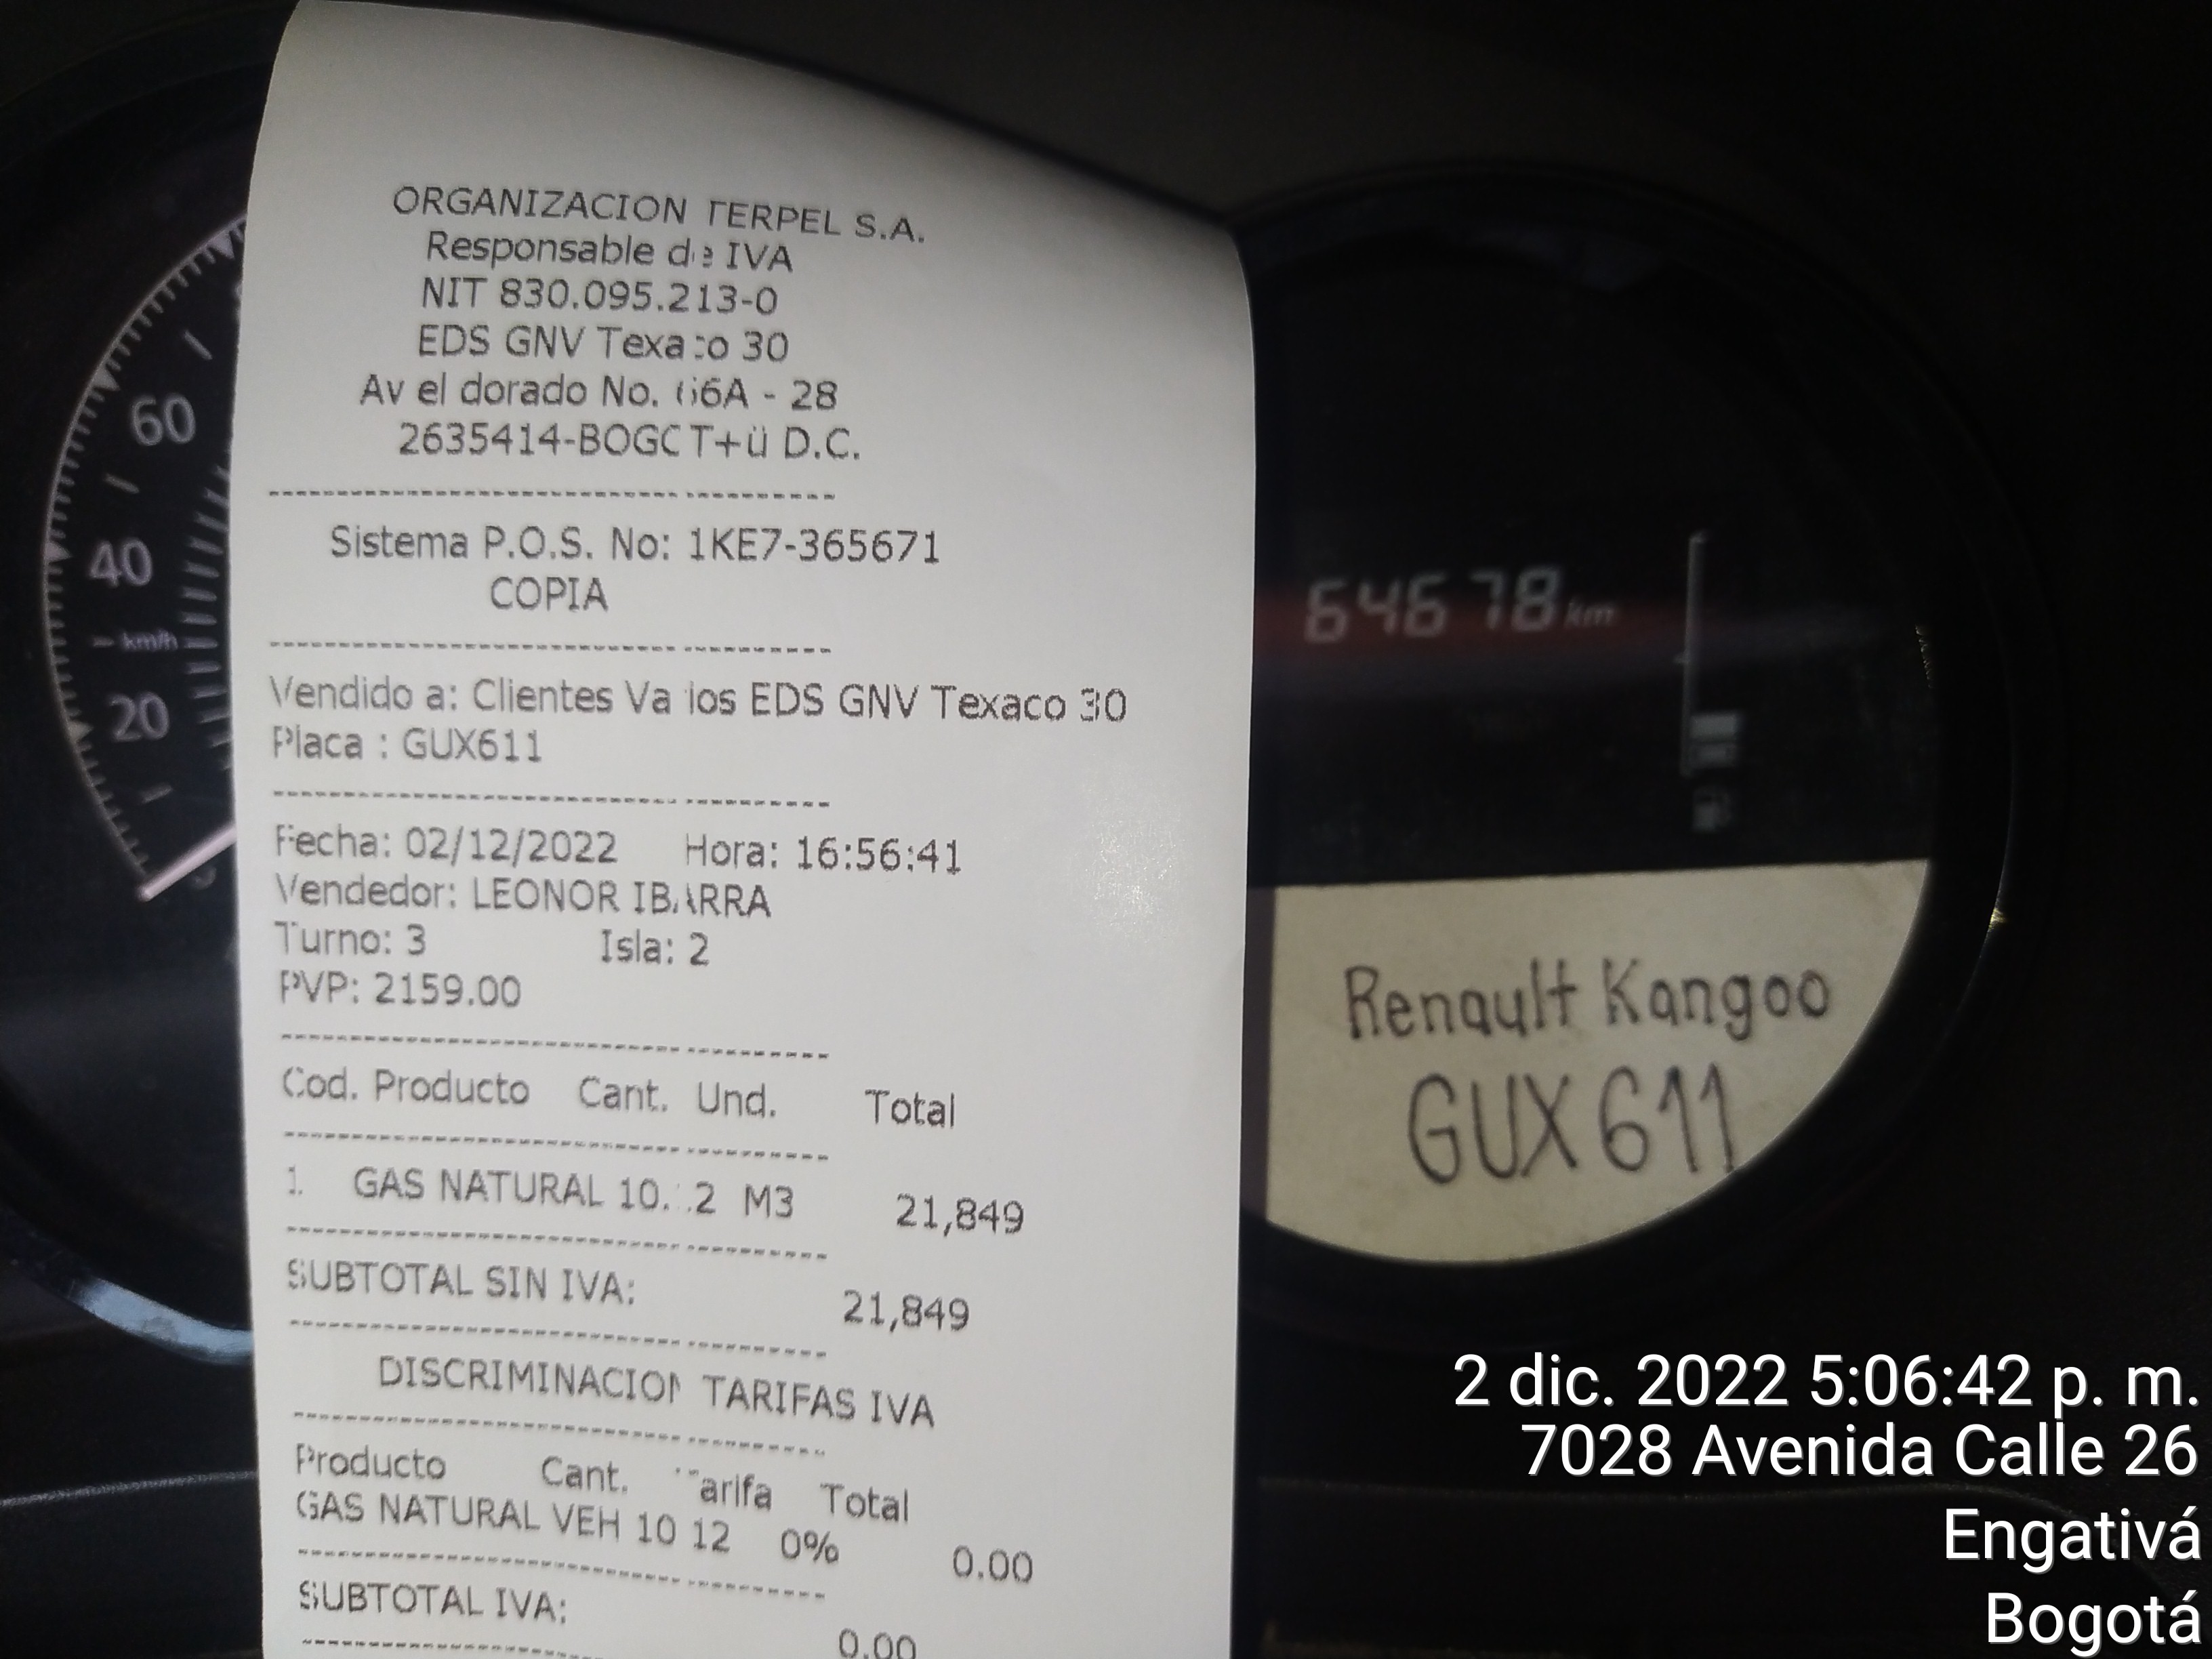 ORGANIZACION TERPEL S.A.
Responsable de IVA
NIT 830.095.213-0
EDS GNV Texaco 30
Av el dorado No. 66A - 28
2635414-BOGOT+ü D.C.
Sistema P.O.S. No: 1KE7-365671
COPIA
Vendido a: Clientes Varios EDS GNV Texaco 30
Placa : GUX611
Fecha: 02/12/2022 Hora: 16:56:41
Vendedor: LEONOR IBARRA
Turno: 3 Isla: 2
PVP: 2159.00
Cod. Producto Cant. Und. Total
1 GAS NATURAL 10.12 M3 21,849
SUBTOTAL SIN IVA: 21,849
DISCRIMINACION TARIFAS IVA
Producto Cant. Tarifa Total
GAS NATURAL VEH 10.12 0% 0.00
SUBTOTAL IVA: 0.00
60
40
km/h
20
64678 km
Renault Kangoo
GUX 611
2 dic. 2022 5:06:42 p. m.
7028 Avenida Calle 26
Engativá
Bogotá